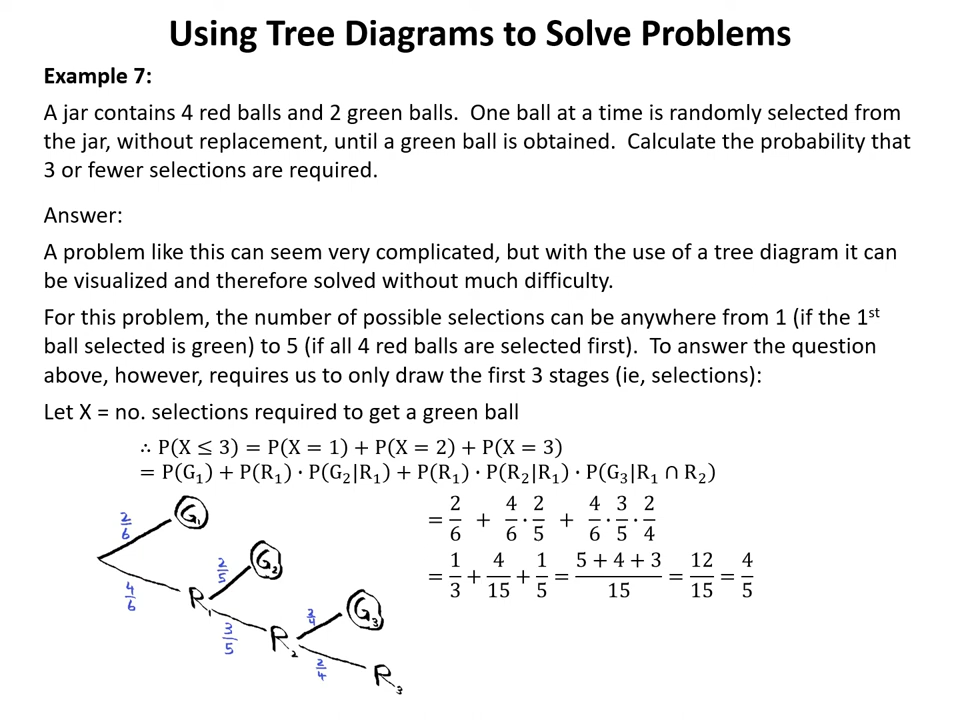 Using Tree Diagrams to Solve Problems
Example 7:
A jar contains 4 red balls and 2 green balls.  One ball at a time is randomly selected from
the jar, without replacement, until a green ball is obtained.  Calculate the probability that
3 or fewer selections are required.
Answer:
A problem like this can seem very complicated, but with the use of a tree diagram it can
be visualized and therefore solved without much difficulty.
For this problem, the number of possible selections can be anywhere from 1 (if the 1st
ball selected is green) to 5 (if all 4 red balls are selected first).  To answer the question
above, however, requires us to only draw the first 3 stages (ie, selections):
Let X = no. selections required to get a green ball
∴ P(X ≤ 3) = P(X = 1) + P(X = 2) + P(X = 3)
= P(G₁) + P(R₁) · P(G₂|R₁) + P(R₁) · P(R₂|R₁) · P(G₃|R₁ ∩ R₂)
= 2/6 + 4/6 · 2/5 + 4/6 · 3/5 · 2/4
= 1/3 + 4/15 + 1/5 = (5 + 4 + 3)/15 = 12/15 = 4/5
2/6 G₁
4/6 R₁
2/5 G₂
3/5 R₂
2/4 G₃
2/4 R₃